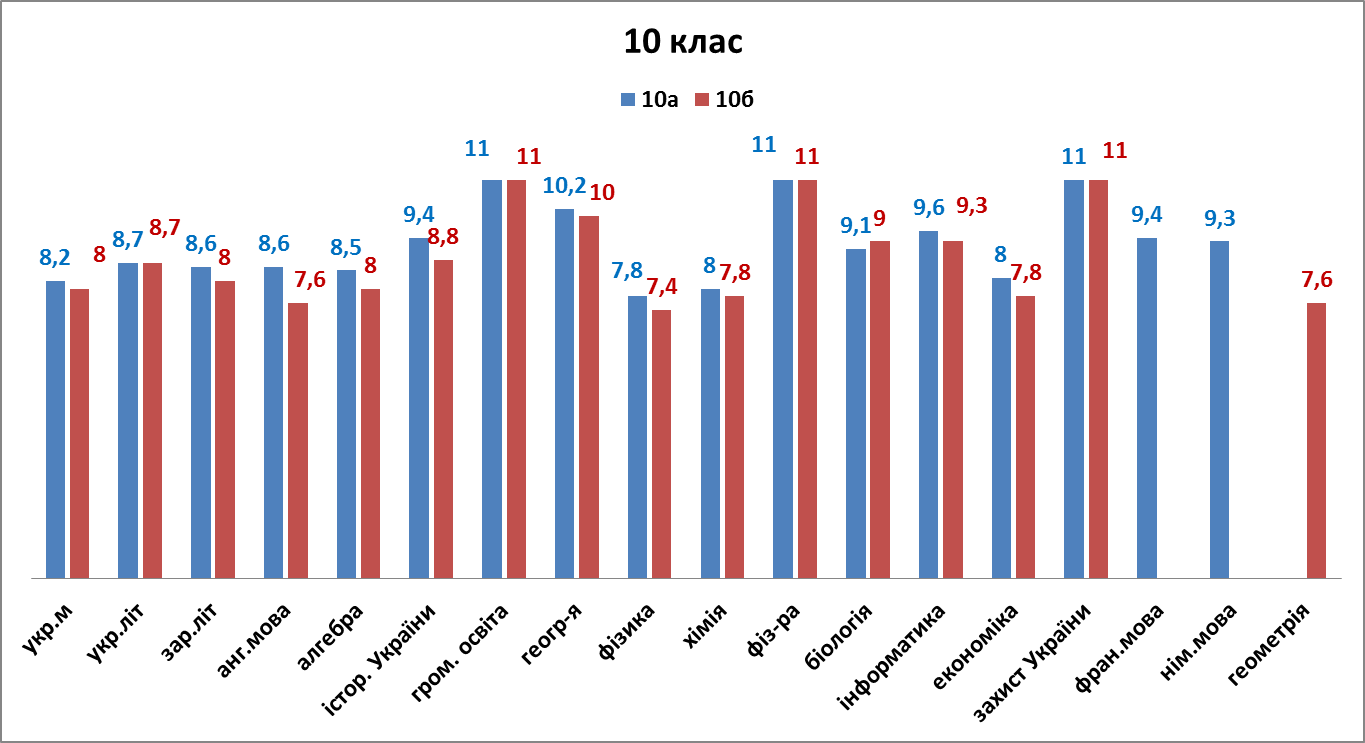 10 клас
10а 10б
8,2 8
8,7 8,7
8,6 8
8,6 7,6
8,5 8
9,4 8,8
11 11
10,2 10
7,8 7,4
8 7,8
11 11
9,1 9
9,6 9,3
8 7,8
11 11
9,4
9,3
7,6
укр.м
укр.літ
зар.літ
анг.мова
алгебра
істор. України
гром. освіта
геогр-я
фізика
хімія
фіз-ра
біологія
інформатика
економіка
захист України
фран.мова
нім.мова
геометрія